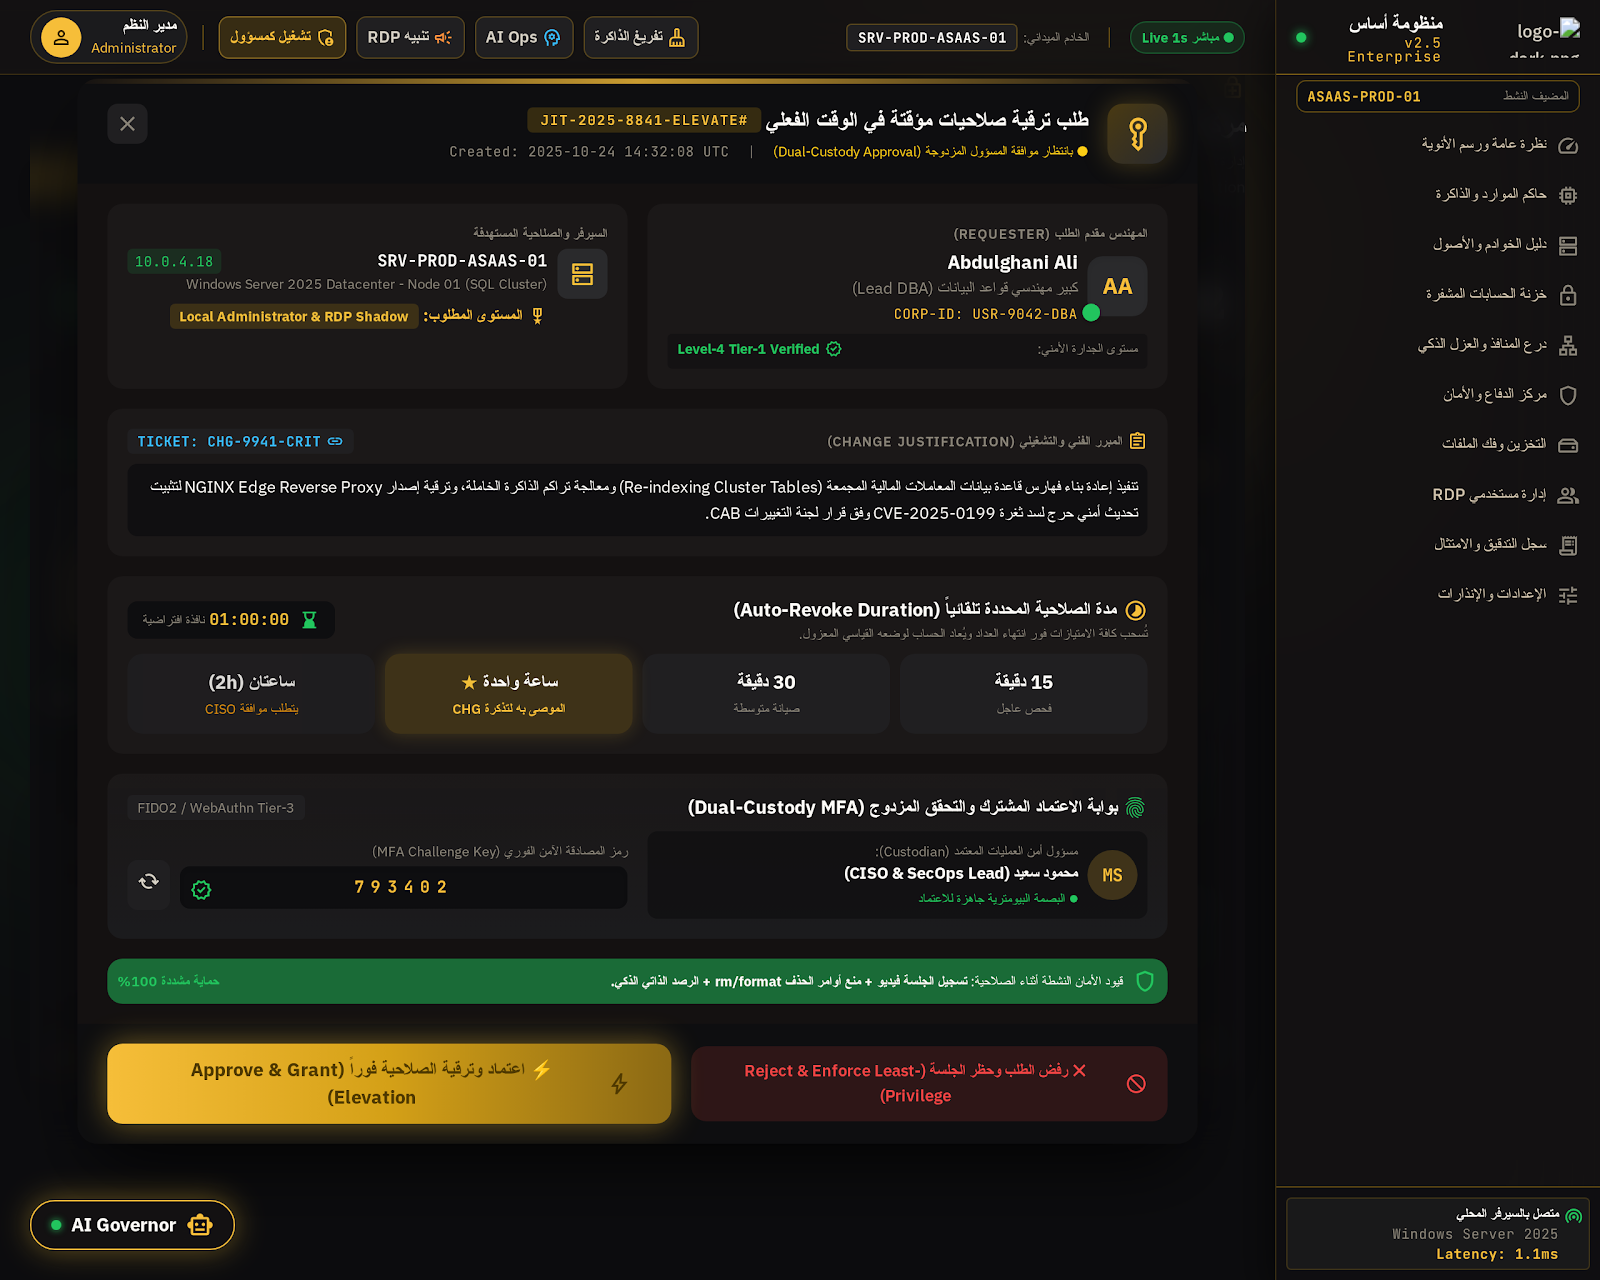 logo-
منظومة أساس
v2.5
Enterprise
المضيف النشط
ASAAS-PROD-01
نظرة عامة ورسم الأنوية
حاكم الموارد والذاكرة
دليل الخوادم والأصول
خزنة الحسابات المشفرة
درع المنافذ والعزل الذكي
مركز الدفاع والأمان
التخزين وفك الملفات
إدارة مستخدمي RDP
سجل التدقيق والامتثال
الإعدادات والإنذارات
متصل بالسيرفر المحلي
Windows Server 2025
Latency: 1.1ms
مباشر Live 1s
الخادم الميداني:
SRV-PROD-ASAAS-01
تفريغ الذاكرة
AI Ops
تنبيه RDP
تشغيل كمسؤول
مدير النظم
Administrator
طلب ترقية صلاحيات مؤقتة في الوقت الفعلي
JIT-2025-8841-ELEVATE#
بانتظار موافقة المسؤول المزدوجة (Dual-Custody Approval)
|
Created: 2025-10-24 14:32:08 UTC
المهندس مقدم الطلب (REQUESTER)
AA
Abdulghani Ali
كبير مهندسي قواعد البيانات (Lead DBA)
CORP-ID: USR-9042-DBA
مستوى الجدارة الأمني:
Level-4 Tier-1 Verified
السيرفر والصلاحية المستهدفة
SRV-PROD-ASAAS-01
10.0.4.18
Windows Server 2025 Datacenter - Node 01 (SQL Cluster)
المستوى المطلوب:
Local Administrator & RDP Shadow
المبرر الفني والتشغيلي (CHANGE JUSTIFICATION)
TICKET: CHG-9941-CRIT
تنفيذ إعادة بناء فهارس قاعدة بيانات المعاملات المالية المجمعة (Re-indexing Cluster Tables) ومعالجة تراكم الذاكرة الخاملة، وترقية إصدار NGINX Edge Reverse Proxy لتثبيت
تحديث أمني حرج لسد ثغرة CVE-2025-0199 وفق قرار لجنة التغييرات CAB.
مدة الصلاحية المحددة تلقائياً (Auto-Revoke Duration)
تُسحب كافة الامتيازات فور انتهاء العداد ويُعاد الحساب لوضعه القياسي المعزول.
01:00:00 نافذة افتراضية
15 دقيقة
فحص عاجل
30 دقيقة
صيانة متوسطة
ساعة واحدة ★
الموصى به لتذكرة CHG
ساعتان (2h)
يتطلب موافقة CISO
بوابة الاعتماد المشترك والتحقق المزدوج (Dual-Custody MFA)
FIDO2 / WebAuthn Tier-3
MS
مسؤول أمن العمليات المعتمد (Custodian):
محمود سعيد (CISO & SecOps Lead)
البصمة البيومترية جاهزة للاعتماد
رمز المصادقة الآمن الفوري (MFA Challenge Key)
793402
قيود الأمان النشطة أثناء الصلاحية: تسجيل الجلسة فيديو + منع أوامر الحذف rm/format + الرصد الذاتي الذكي.
حماية مشددة 100%
❌ رفض الطلب وحظر الجلسة (Reject & Enforce Least-
Privilege)
⚡ اعتماد وترقية الصلاحية فوراً (Approve & Grant
Elevation)
AI Governor